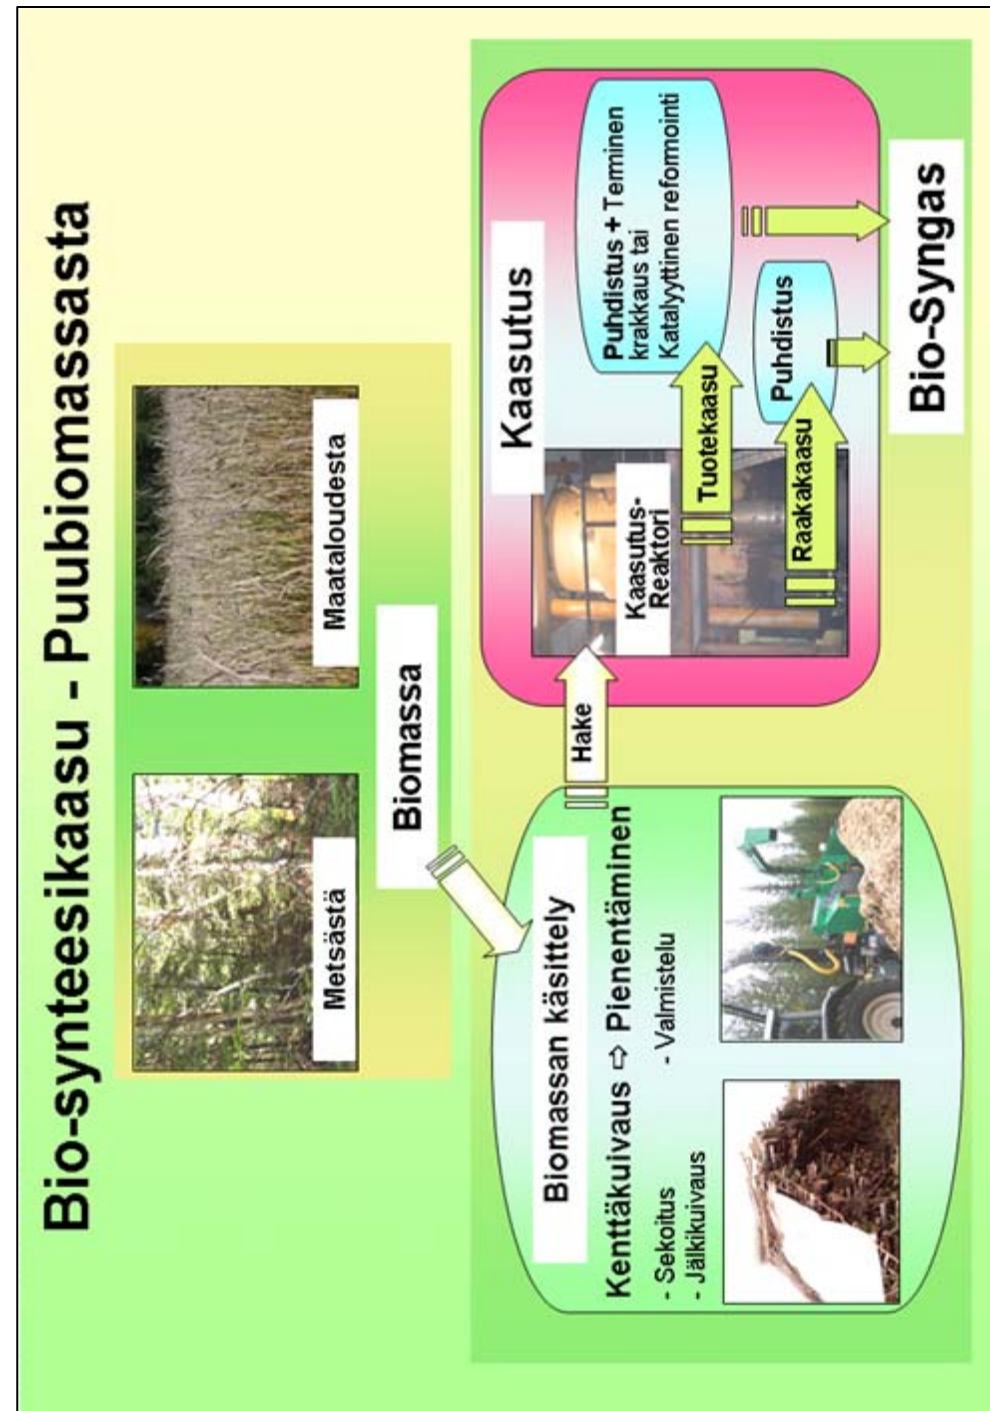 Bio-synteesikaasu - Puubiomassasta
Metsästä
Maataloudesta
Biomassa
Biomassan käsittely
Kenttäkuivaus ⇨ Pienentäminen
- Sekoitus
- Jälkikuivaus
- Valmistelu
Hake
Kaasutus
Kaasutus-
Reaktori
Tuotekaasu
Raakakaasu
Puhdistus + Terminen
krakkaus tai
Katalyyttinen reformointi
Puhdistus
Bio-Syngas